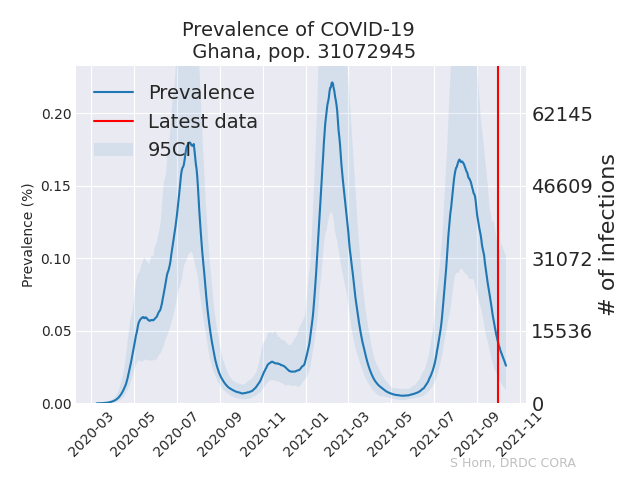 Prevalence of COVID-19
Ghana, pop. 31072945
Prevalence
Latest data
95CI
Prevalence (%)
0.20
0.15
0.10
0.05
0.00
62145
46609
31072
15536
0
# of infections
2020-03
2020-05
2020-07
2020-09
2020-11
2021-01
2021-03
2021-05
2021-07
2021-09
2021-11
S Horn, DRDC CORA